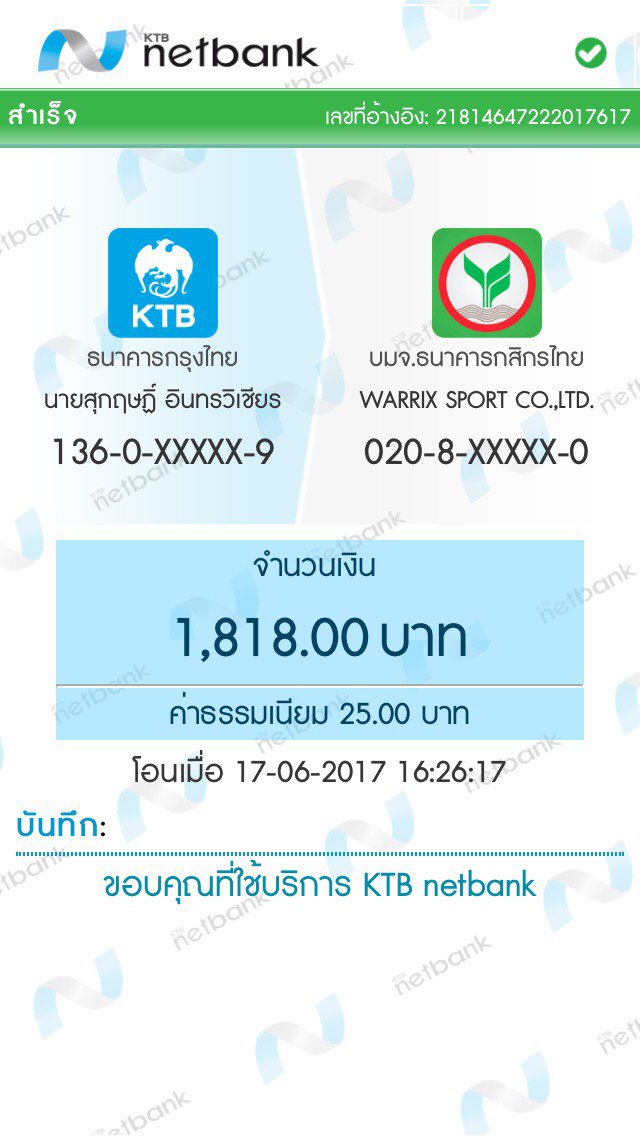 KTB netbank
สำเร็จ
เลขที่อ้างอิง: 21814647222017617
KTB
ธนาคารกรุงไทย
นายสุกฤษฏิ์ อินทรวิเชียร
136-0-XXXXX-9
บมจ.ธนาคารกสิกรไทย
WARRIX SPORT CO.,LTD.
020-8-XXXXX-0
จำนวนเงิน
1,818.00 บาท
ค่าธรรมเนียม 25.00 บาท
โอนเมื่อ 17-06-2017 16:26:17
บันทึก:
ขอบคุณที่ใช้บริการ KTB netbank